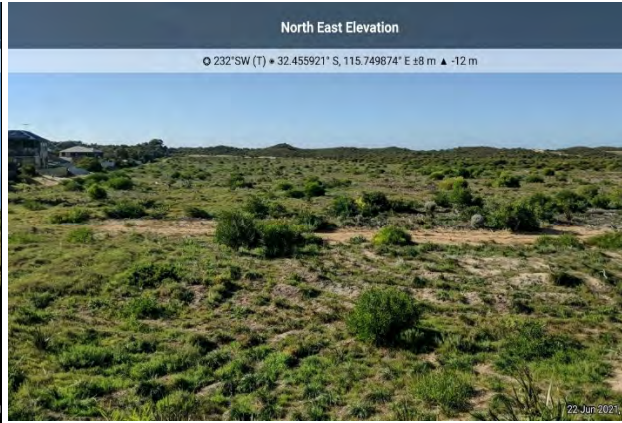 North East Elevation
232°SW (T) ● 32.455921° S, 115.749874° E ±8 m ▲ -12 m
22 Jun 2021,